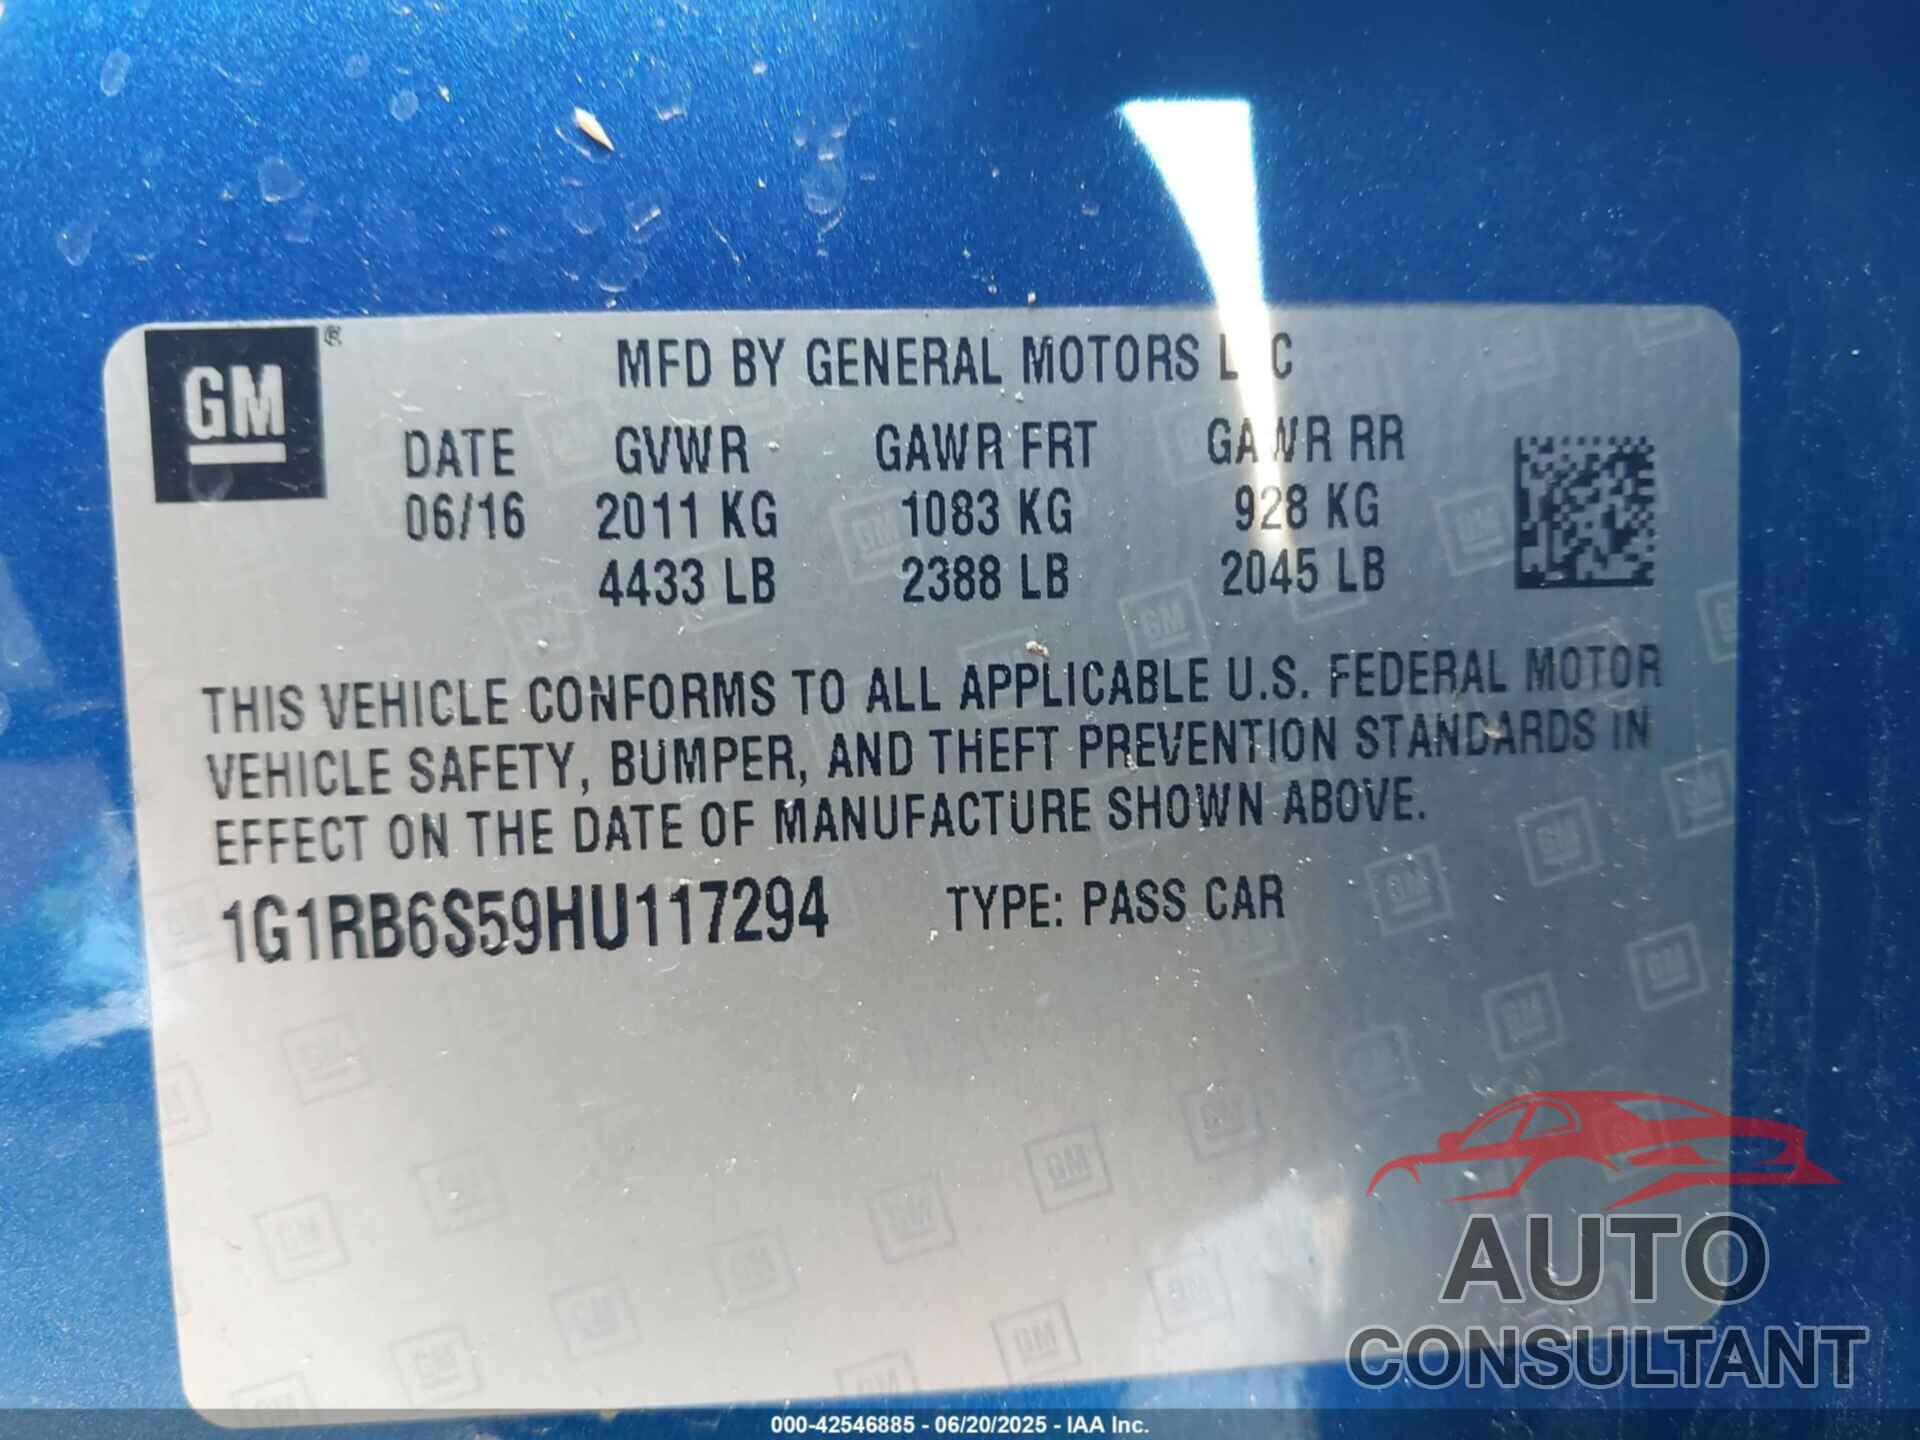 GM ®
MFD BY GENERAL MOTORS LLC
DATE GVWR GAWR FRT GAWR RR
06/16 2011 KG 1083 KG 928 KG
4433 LB 2388 LB 2045 LB
THIS VEHICLE CONFORMS TO ALL APPLICABLE U.S. FEDERAL MOTOR
VEHICLE SAFETY, BUMPER, AND THEFT PREVENTION STANDARDS IN
EFFECT ON THE DATE OF MANUFACTURE SHOWN ABOVE.
1G1RB6S59HU117294 TYPE: PASS CAR
AUTO
CONSULTANT
000-42546885 - 06/20/2025 - IAA Inc.